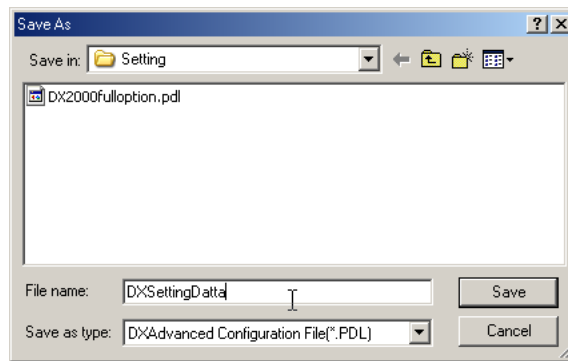 Save As
Save in: Setting
DX2000fulloption.pdl
File name: DXSettingDatta Save
Save as type: DXAdvanced Configuration File(*.PDL) Cancel